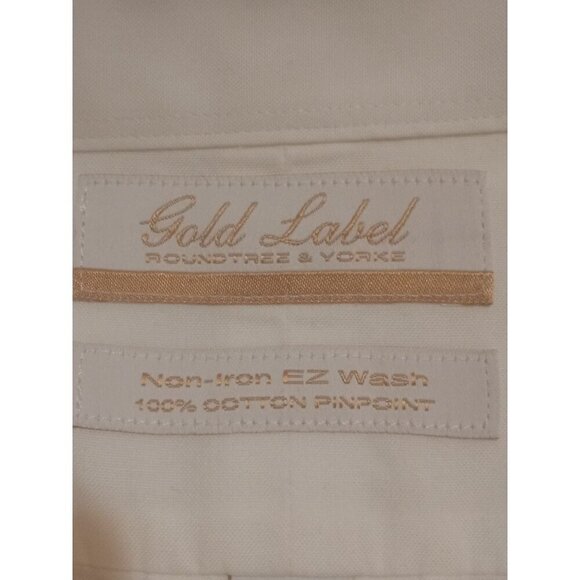 Gold Label
ROUNDTREE & YORKE
Non-Iron EZ Wash
100% COTTON PINPOINT